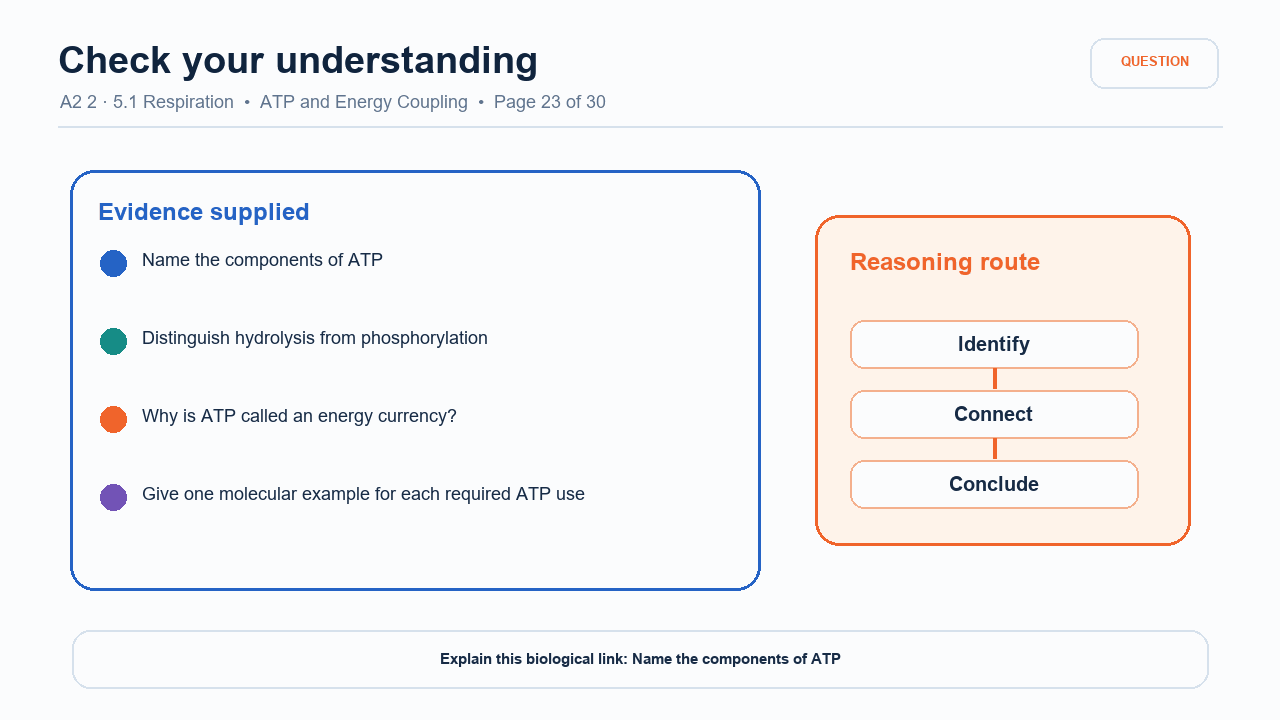 Check your understanding
QUESTION
A2 2 · 5.1 Respiration • ATP and Energy Coupling • Page 23 of 30
Evidence supplied
Name the components of ATP
Distinguish hydrolysis from phosphorylation
Why is ATP called an energy currency?
Give one molecular example for each required ATP use
Reasoning route
Identify
Connect
Conclude
Explain this biological link: Name the components of ATP